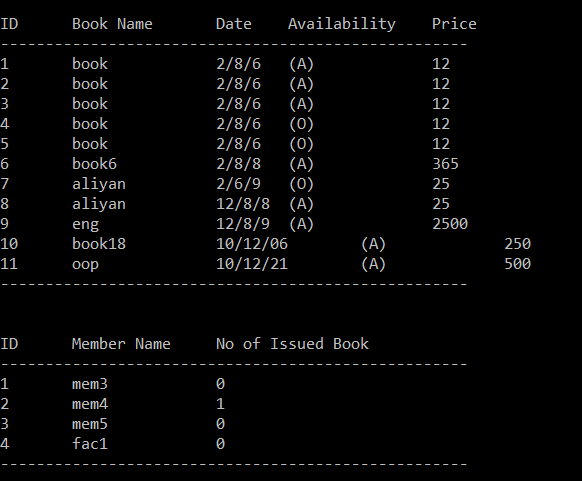 ID Book Name Date Availability Price
----------------------------------------------------
1 book 2/8/6 (A) 12
2 book 2/8/6 (A) 12
3 book 2/8/6 (A) 12
4 book 2/8/6 (O) 12
5 book 2/8/6 (O) 12
6 book6 2/8/8 (A) 365
7 aliyan 2/6/9 (O) 25
8 aliyan 12/8/8 (A) 25
9 eng 12/8/9 (A) 2500
10 book18 10/12/06 (A) 250
11 oop 10/12/21 (A) 500
----------------------------------------------------
ID Member Name No of Issued Book
----------------------------------------------------
1 mem3 0
2 mem4 1
3 mem5 0
4 fac1 0
----------------------------------------------------